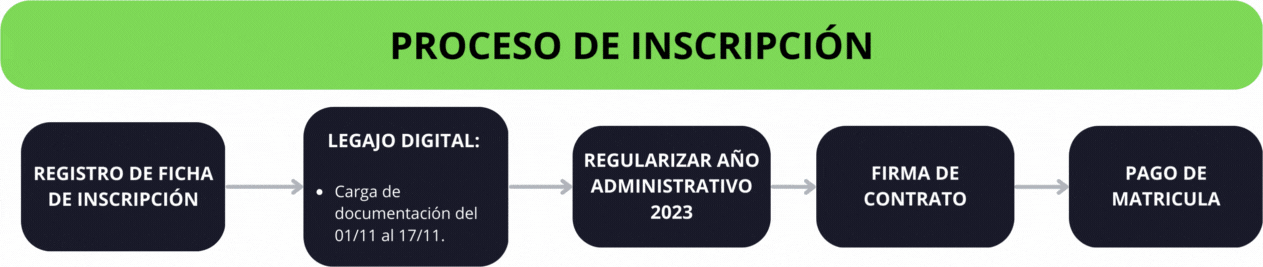 PROCESO DE INSCRIPCIÓN
REGISTRO DE FICHA
DE INSCRIPCIÓN
LEGAJO DIGITAL:
• Carga de
documentación del
01/11 al 17/11.
REGULARIZAR AÑO
ADMINISTRATIVO
2023
FIRMA DE
CONTRATO
PAGO DE
MATRICULA